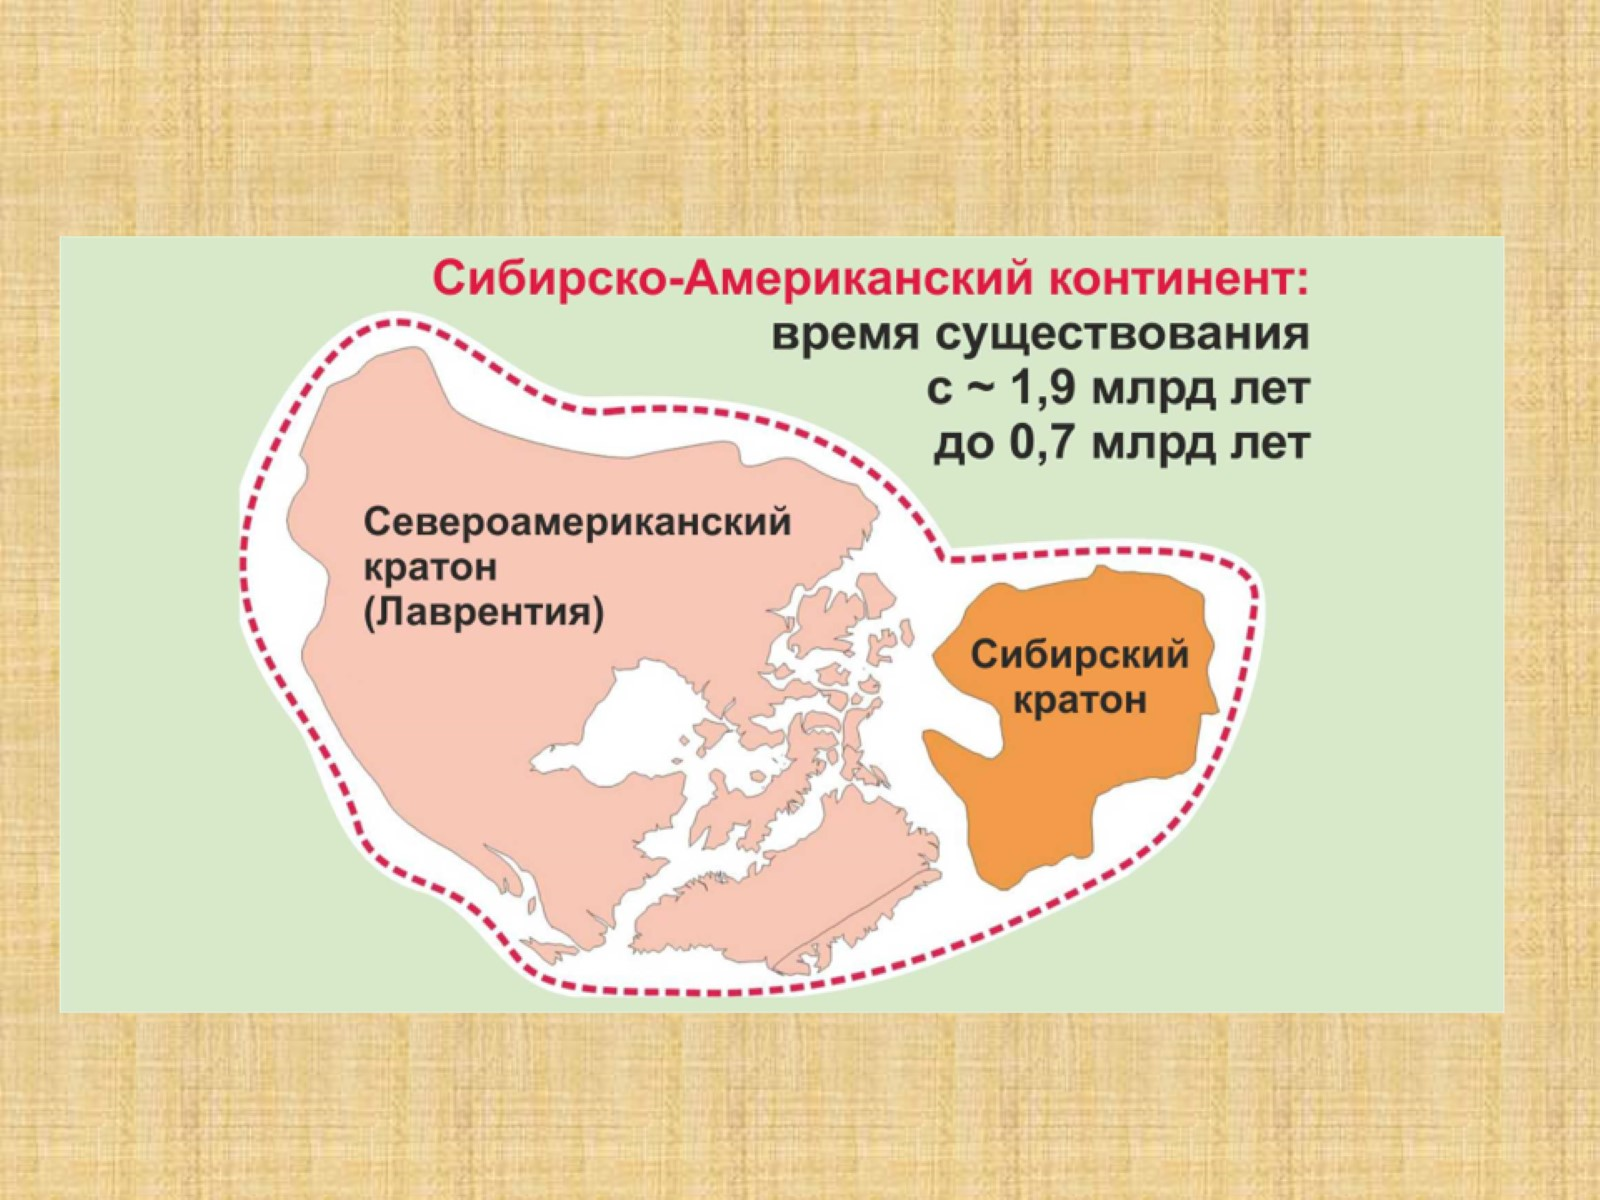 Сибирско-Американский континент:
время существования
с ~ 1,9 млрд лет
до 0,7 млрд лет
Североамериканский
кратон
(Лаврентия)
Сибирский
кратон